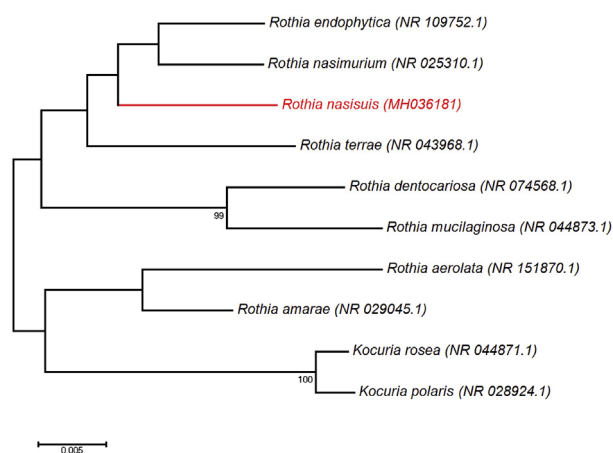 Rothia endophytica (NR 109752.1)
Rothia nasimurium (NR 025310.1)
Rothia nasisuis (MH036181)
Rothia terrae (NR 043968.1)
Rothia dentocariosa (NR 074568.1)
99
Rothia mucilaginosa (NR 044873.1)
Rothia aerolata (NR 151870.1)
Rothia amarae (NR 029045.1)
Kocuria rosea (NR 044871.1)
100
Kocuria polaris (NR 028924.1)
0.005